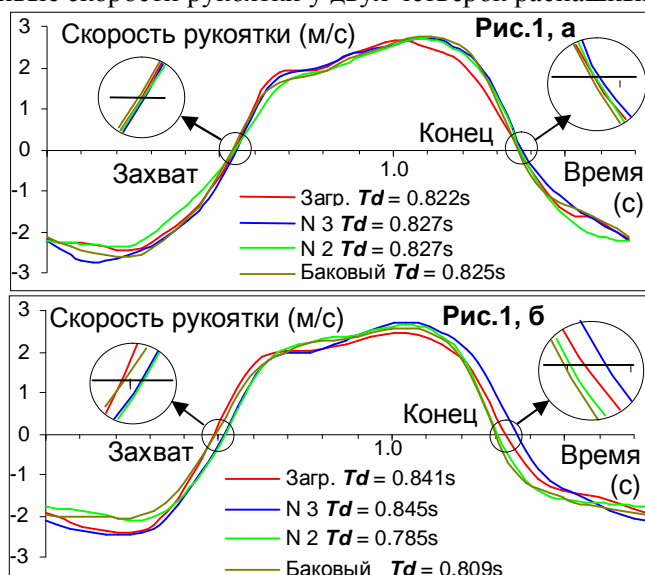 ные скорости рукоятки у двух четверок распашных
Скорость рукоятки (м/с)
Рис.1, а
3
2
1
0
-1
-2
-3
Захват
1.0
Конец
Время
(с)
Загр. Td = 0.822s
N 3 Td = 0.827s
N 2 Td = 0.827s
Баковый Td = 0.825s
Скорость рукоятки (м/с)
Рис.1, б
3
2
1
0
-1
-2
-3
Захват
1.0
Конец
Время
(с)
Загр. Td = 0.841s
N 3 Td = 0.845s
N 2 Td = 0.785s
Баковый Td = 0.809s